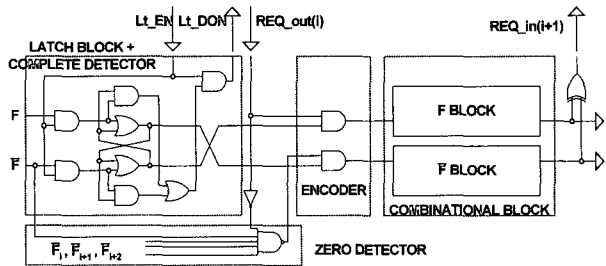 Lt_EN Lt_DON REQ_out(i) REQ_in(i+1)
LATCH BLOCK +
COMPLETE DETECTOR
F
F̅
F BLOCK
F̅ BLOCK
ENCODER
COMBINATIONAL BLOCK
F̅i , F̅i+1 , F̅i+2
ZERO DETECTOR